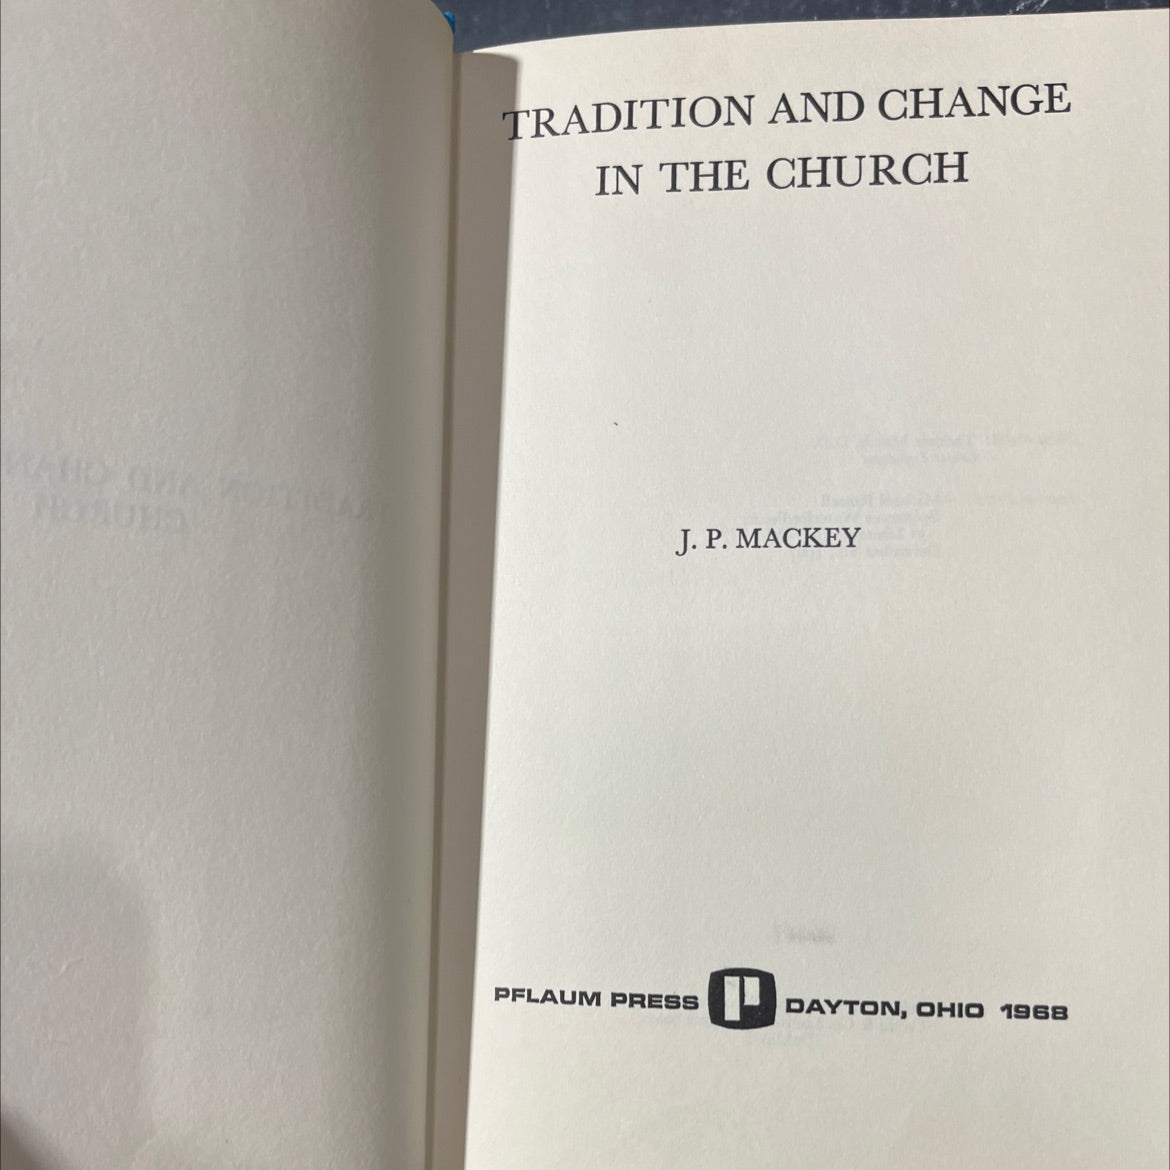 TRADITION AND CHANGE
IN THE CHURCH
J. P. MACKEY
PFLAUM PRESS P DAYTON, OHIO 1968